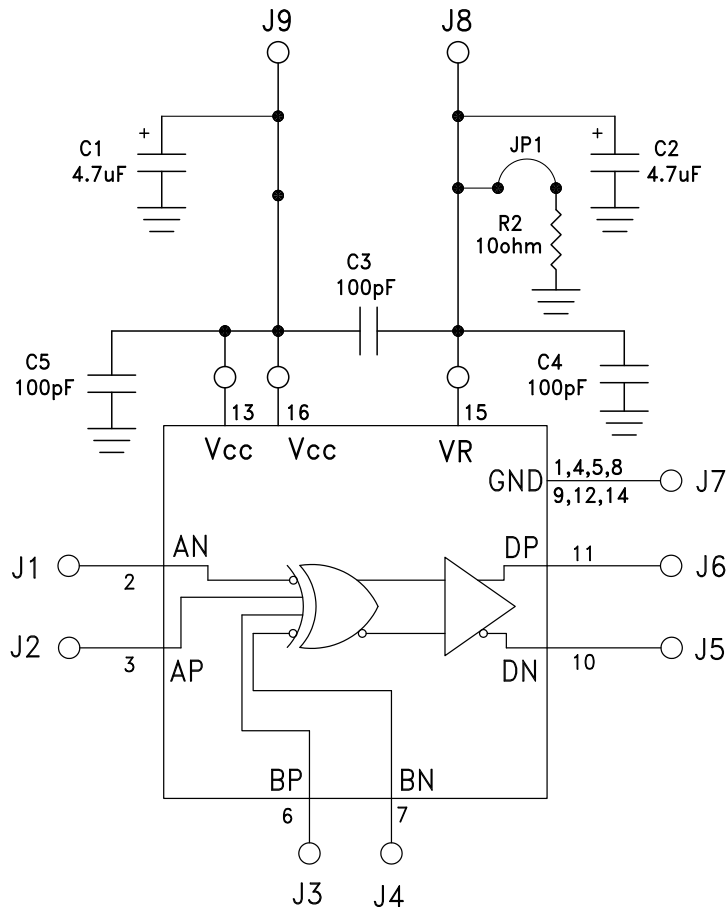 J9
J8
+
C1
4.7uF
JP1
+
C2
4.7uF
R2
10ohm
C3
100pF
C5
100pF
C4
100pF
13
16
15
Vcc
Vcc
VR
GND
1,4,5,8
9,12,14
J7
J1
2
AN
DP
11
J6
J2
3
AP
DN
10
J5
BP
BN
6
7
J3
J4